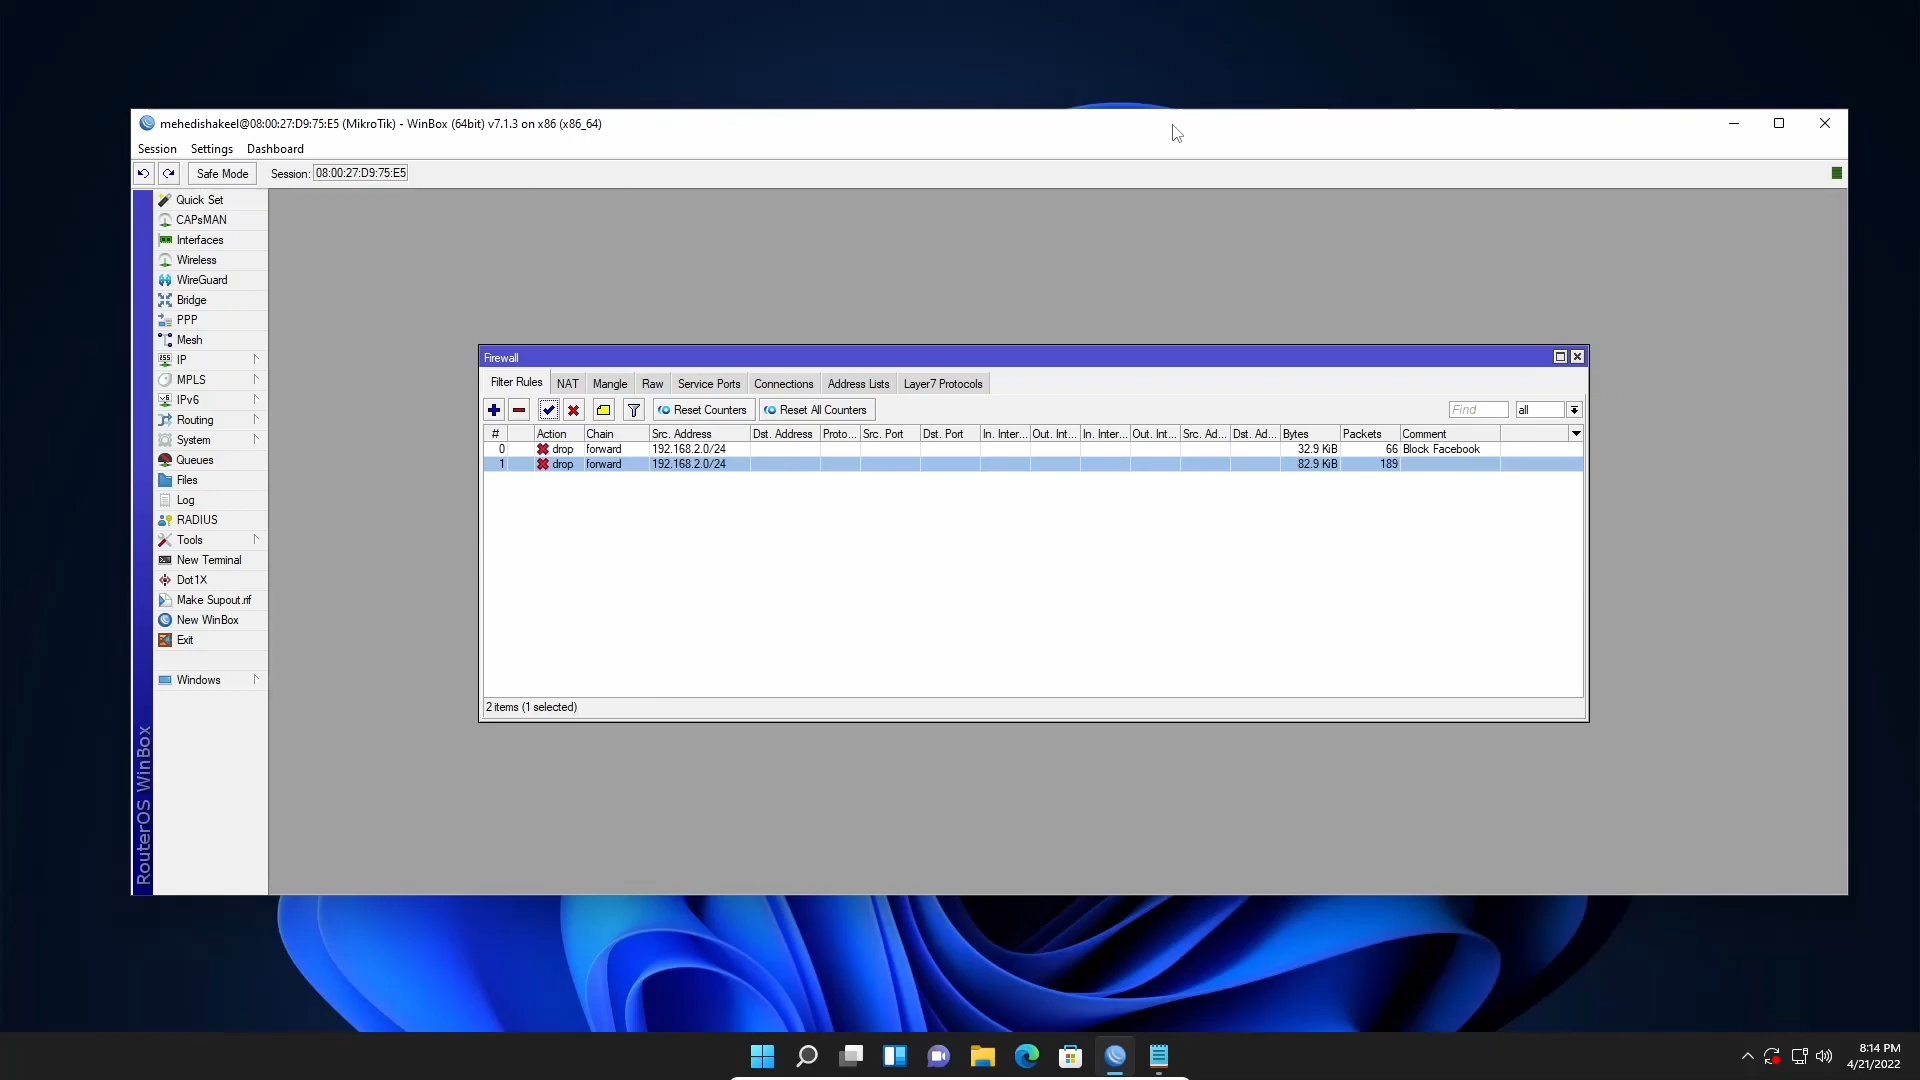 mehedishakeel@08:00:27:D9:75:E5 (MikroTik) - WinBox (64bit) v7.1.3 on x86 (x86_64)
Session Settings Dashboard
Safe Mode Session: 08:00:27:D9:75:E5
Quick Set
CAPsMAN
Interfaces
Wireless
WireGuard
Bridge
PPP
Mesh
IP
MPLS
IPv6
Routing
System
Queues
Files
Log
RADIUS
Tools
New Terminal
Dot1X
Make Supout.rif
New WinBox
Exit
Windows
RouterOS WinBox
Firewall
Filter Rules NAT Mangle Raw Service Ports Connections Address Lists Layer7 Protocols
Reset Counters Reset All Counters Find all
# Action Chain Src. Address Dst. Address Proto... Src. Port Dst. Port In. Inter... Out. Int... In. Inter... Out. Int... Src. Ad... Dst. Ad... Bytes Packets Comment
0 drop forward 192.168.2.0/24 32.9 KiB 66 Block Facebook
1 drop forward 192.168.2.0/24 82.9 KiB 189
2 items (1 selected)
8:14 PM
4/21/2022